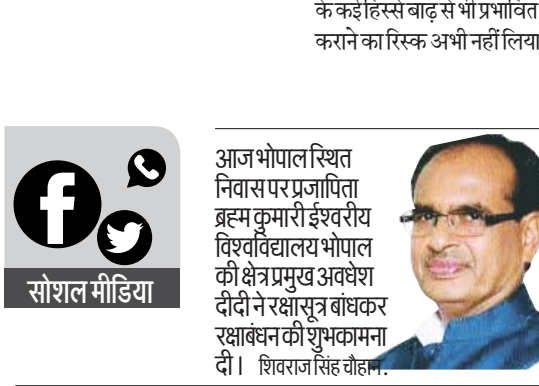 के कई हिस्से बाढ़ से भी प्रभावित
कराने का रिस्क अभी नहीं लिया
सोशल मीडिया
आज भोपाल स्थित
निवास पर प्रजापिता
ब्रह्म कुमारी ईश्वरीय
विश्वविद्यालय भोपाल
की क्षेत्र प्रमुख अवधेश
दीदी ने रक्षासूत्र बांधकर
रक्षाबंधन की शुभकामना
दी। शिवराज सिंह चौहान.